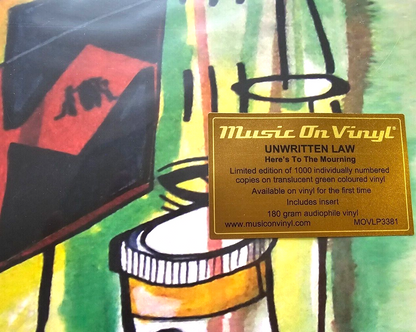 Music On Vinyl®
UNWRITTEN LAW
Here's To The Mourning
Limited edition of 1000 individually numbered
copies on translucent green coloured vinyl
Available on vinyl for the first time
Includes insert
180 gram audiophile vinyl
www.musiconvinyl.com MOVLP3381